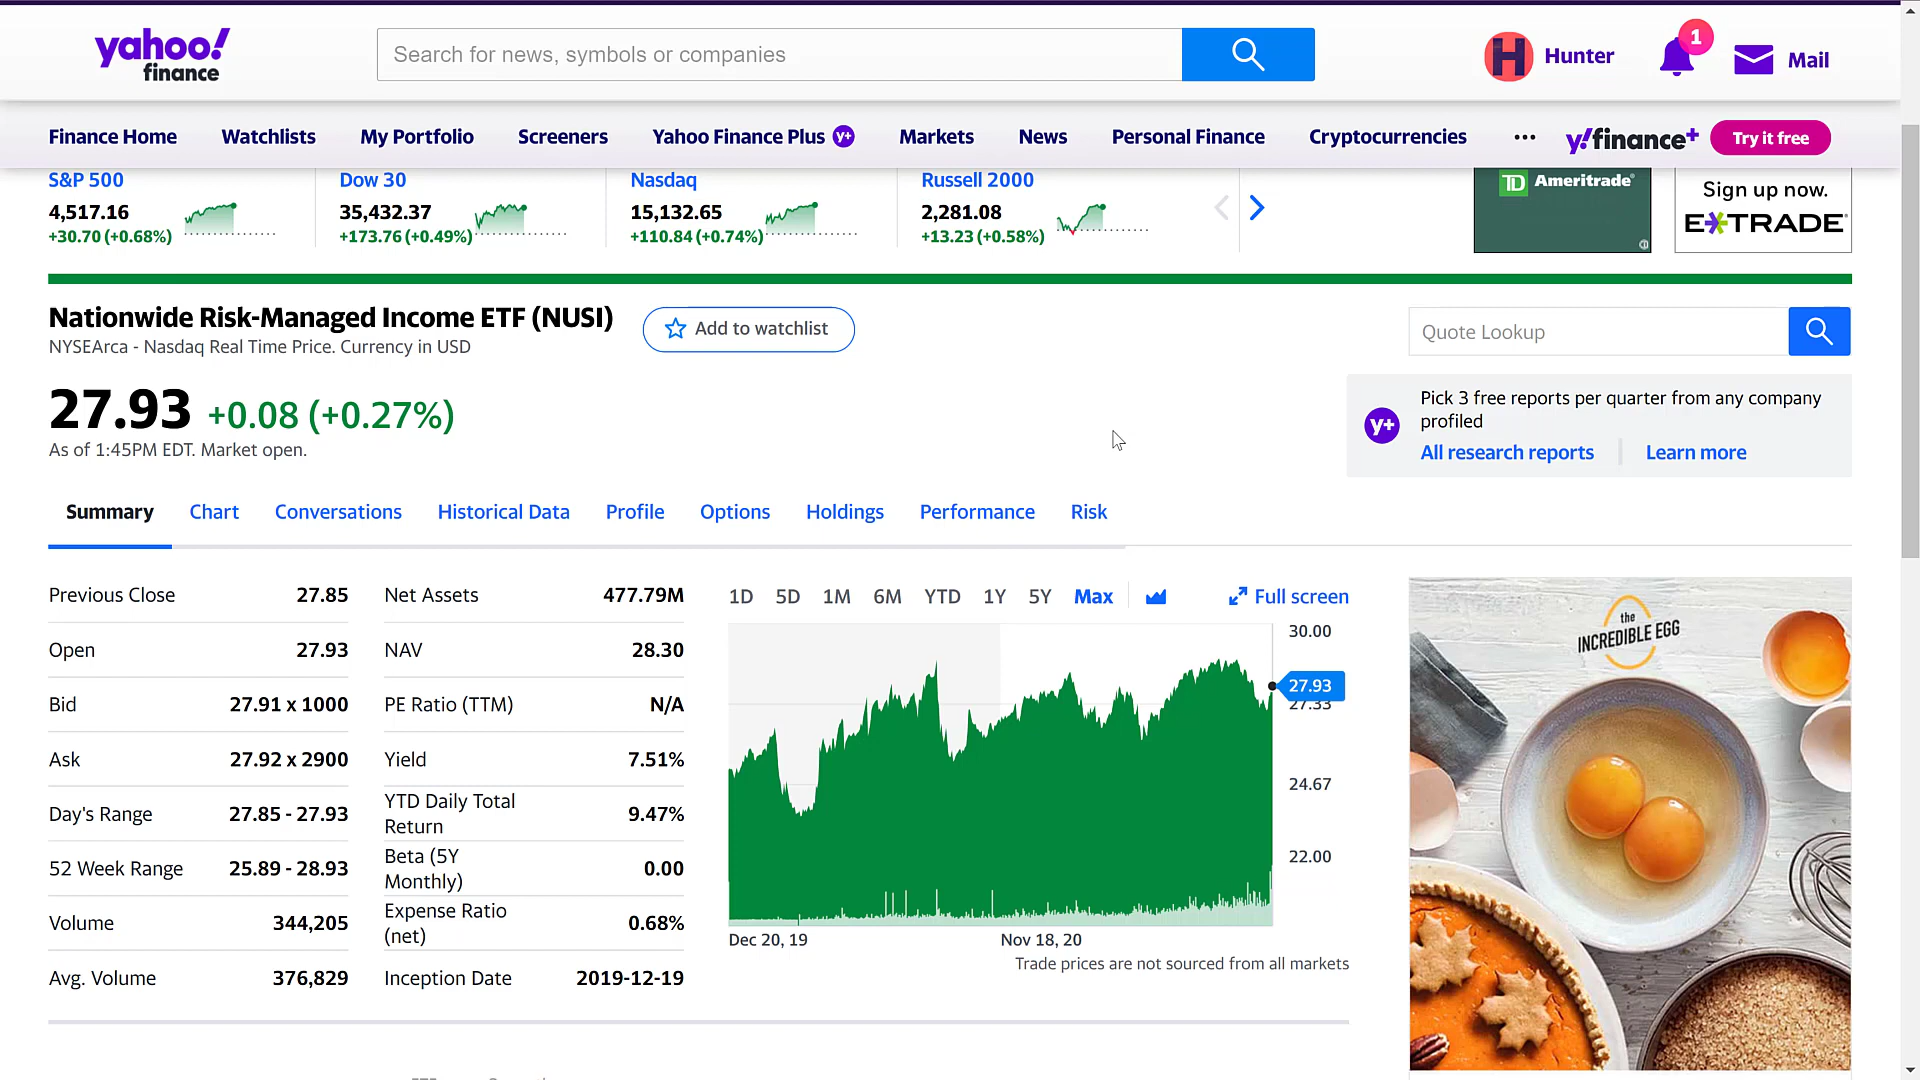 yahoo!
finance
Search for news, symbols or companies
Hunter
1
Mail
Finance Home
Watchlists
My Portfolio
Screeners
Yahoo Finance Plus y+
Markets
News
Personal Finance
Cryptocurrencies
...
y!finance+
Try it free
S&P 500
4,517.16
+30.70 (+0.68%)
Dow 30
35,432.37
+173.76 (+0.49%)
Nasdaq
15,132.65
+110.84 (+0.74%)
Russell 2000
2,281.08
+13.23 (+0.58%)
TD Ameritrade
Sign up now.
E*TRADE
Nationwide Risk-Managed Income ETF (NUSI)
NYSEArca - Nasdaq Real Time Price. Currency in USD
Add to watchlist
Quote Lookup
27.93 +0.08 (+0.27%)
As of 1:45PM EDT. Market open.
y+
Pick 3 free reports per quarter from any company
profiled
All research reports
Learn more
Summary
Chart
Conversations
Historical Data
Profile
Options
Holdings
Performance
Risk
Previous Close 27.85
Open 27.93
Bid 27.91 x 1000
Ask 27.92 x 2900
Day's Range 27.85 - 27.93
52 Week Range 25.89 - 28.93
Volume 344,205
Avg. Volume 376,829
Net Assets 477.79M
NAV 28.30
PE Ratio (TTM) N/A
Yield 7.51%
YTD Daily Total
Return 9.47%
Beta (5Y
Monthly) 0.00
Expense Ratio
(net) 0.68%
Inception Date 2019-12-19
1D 5D 1M 6M YTD 1Y 5Y Max
Full screen
30.00
27.93
27.33
24.67
22.00
Dec 20, 19
Nov 18, 20
Trade prices are not sourced from all markets
the
INCREDIBLE EGG